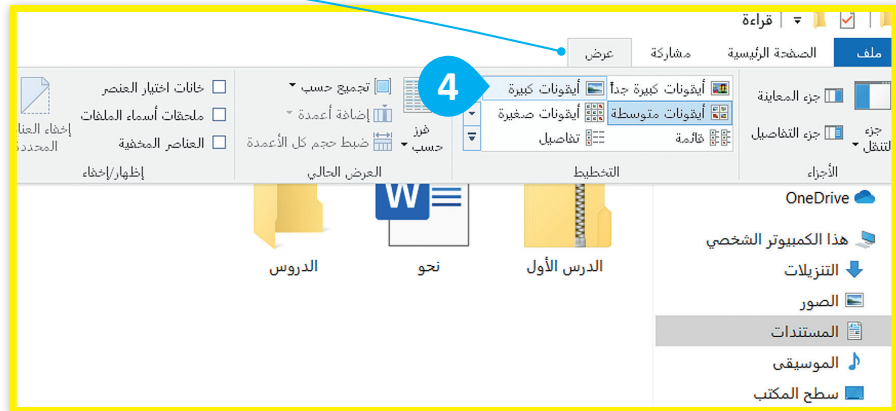 قراءة
ملف الصفحة الرئيسية مشاركة عرض
جزء التنقل
جزء المعاينة
جزء التفاصيل
الأجزاء
أيقونات كبيرة جداً أيقونات كبيرة
أيقونات متوسطة أيقونات صغيرة
قائمة تفاصيل
التخطيط
4
فرز حسب
تجميع حسب
إضافة أعمدة
ضبط حجم كل الأعمدة
العرض الحالي
خانات اختيار العنصر
ملحقات أسماء الملفات
العناصر المخفية
إخفاء
المحددة
إظهار/إخفاء
OneDrive
هذا الكمبيوتر الشخصي
التنزيلات
الصور
المستندات
الموسيقى
سطح المكتب
W
الدرس الأول نحو الدروس